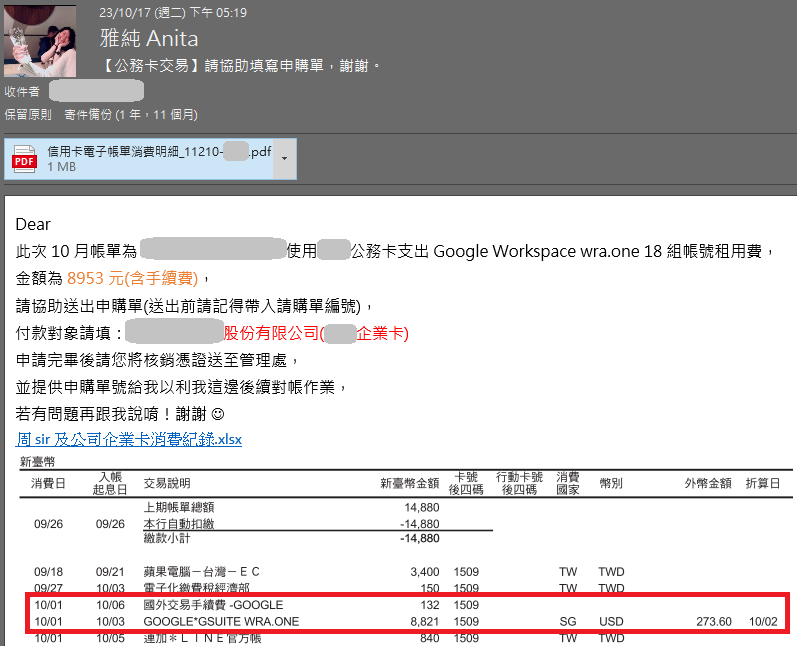 23/10/17 (週二) 下午 05:19
雅純 Anita
【公務卡交易】請協助填寫申購單，謝謝。
收件者
保留原則 寄件備份 (1 年，11 個月)
信用卡電子帳單消費明細_11210- .pdf
PDF
1 MB
Dear
此次 10 月帳單為 使用 公務卡支出 Google Workspace wra.one 18 組帳號租用費，
金額為 8953 元(含手續費)，
請協助送出申購單(送出前請記得帶入請購單編號)，
付款對象請填： 股份有限公司( 企業卡)
申請完畢後請您將核銷憑證送至管理處，
並提供申購單號給我以利我這邊後續對帳作業，
若有問題再跟我說唷！謝謝☺
周 sir 及公司企業卡消費紀錄.xlsx
新臺幣
消費日 入帳起息日 交易說明 新臺幣金額 卡號後四碼 行動卡號後四碼 消費國家 幣別 外幣金額 折算日
上期帳單總額 14,880
09/26 09/26 本行自動扣繳 -14,880
繳款小計 -14,880
09/18 09/21 蘋果電腦－台灣－ＥＣ 3,400 1509 TW TWD
09/27 10/03 電子化繳費稅經濟部 150 1509 TW TWD
10/01 10/06 國外交易手續費 -GOOGLE 132 1509
10/01 10/03 GOOGLE*GSUITE WRA.ONE 8,821 1509 SG USD 273.60 10/02
10/01 10/05 連加＊ＬＩＮＥ官方帳 840 1509 TW TWD